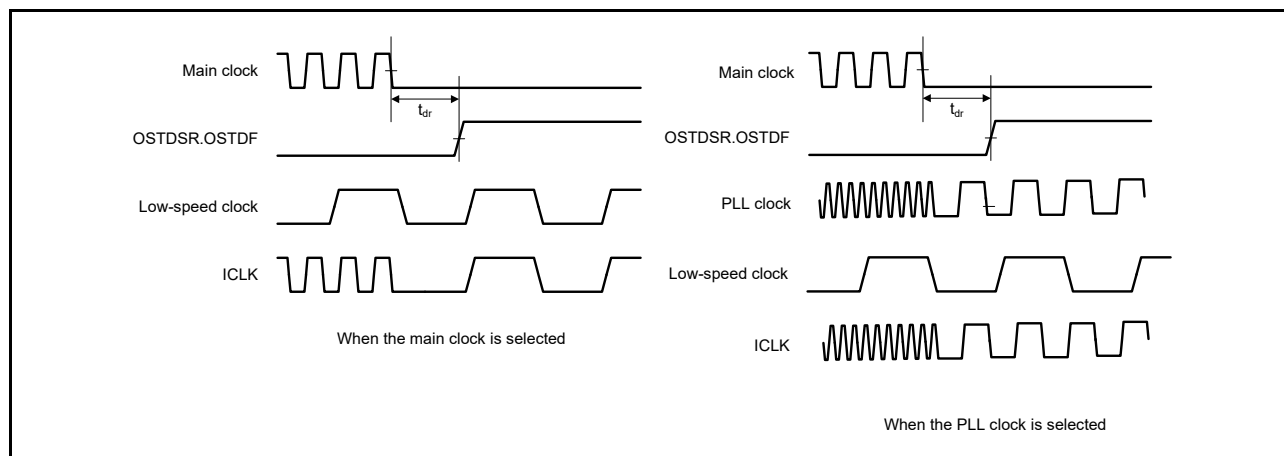 Main clock
t_dr
OSTDSR.OSTDF
Low-speed clock
ICLK
When the main clock is selected
Main clock
t_dr
OSTDSR.OSTDF
PLL clock
Low-speed clock
ICLK
When the PLL clock is selected